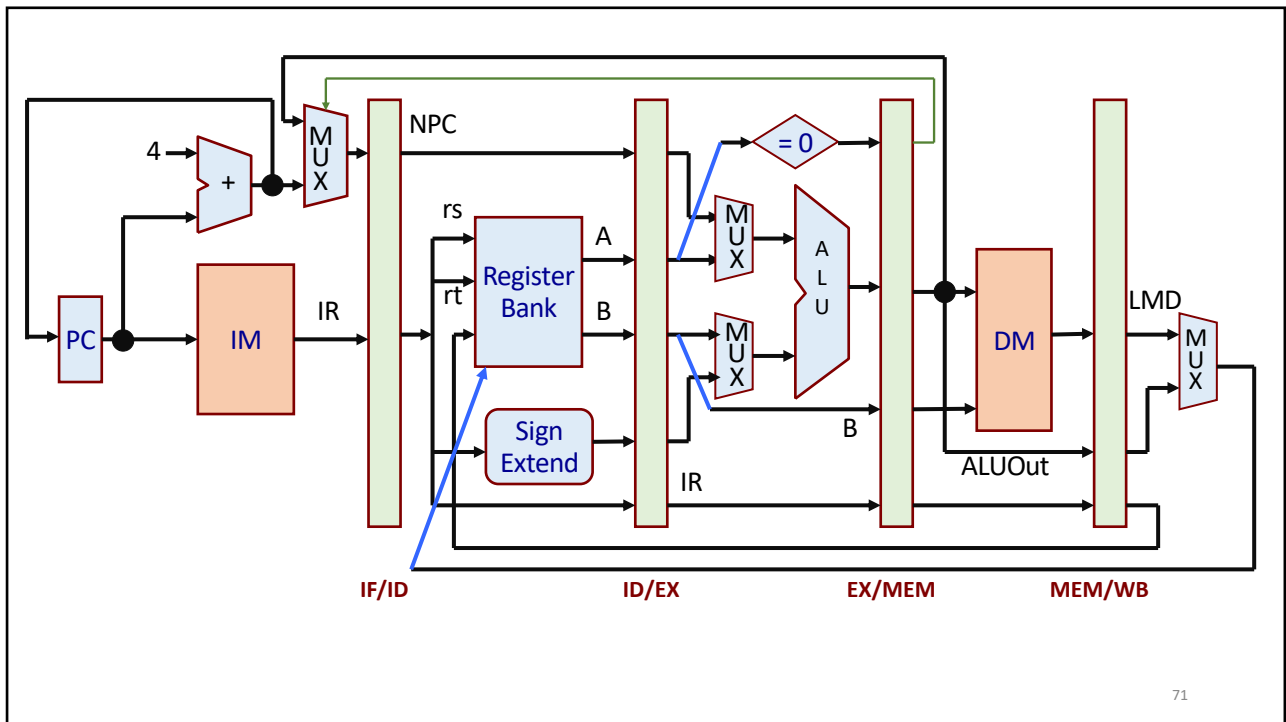 NPC
4
+
MUX
= 0
rs
rt
Register
Bank
A
B
MUX
ALU
MUX
PC
IM
IR
Sign
Extend
DM
LMD
MUX
B
ALUOut
IR
IF/ID
ID/EX
EX/MEM
MEM/WB
71